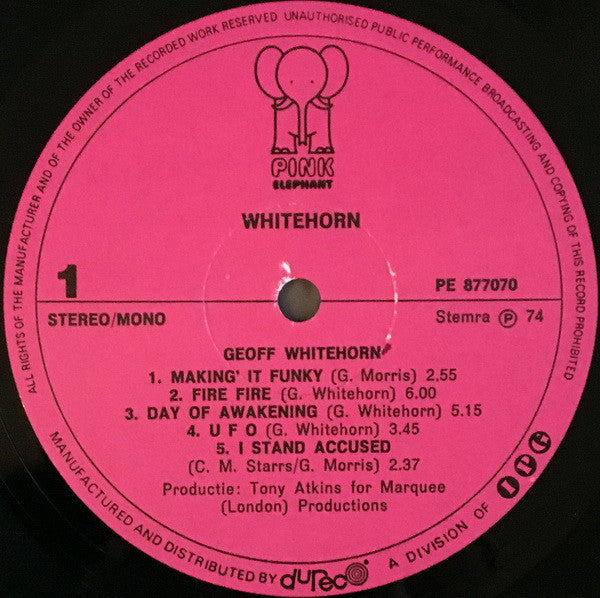 ALL RIGHTS OF THE MANUFACTURER AND OF THE OWNER OF THE RECORDED WORK RESERVED UNAUTHORISED PUBLIC PERFORMANCE BROADCASTING AND COPYING OF THIS RECORD PROHIBITED
PINK
ELEPHANT
WHITEHORN
1
PE 877070
STEREO/MONO
Stemra Ⓟ 74
GEOFF WHITEHORN
1. MAKING' IT FUNKY (G. Morris) 2.55
2. FIRE FIRE (G. Whitehorn) 6.00
3. DAY OF AWAKENING (G. Whitehorn) 5.15
4. U F O (G. Whitehorn) 3.45
5. I STAND ACCUSED
(C. M. Starrs/G. Morris) 2.37
Productie: Tony Atkins for Marquee
(London) Productions
MANUFACTURED AND DISTRIBUTED BY dureco A DIVISION OF